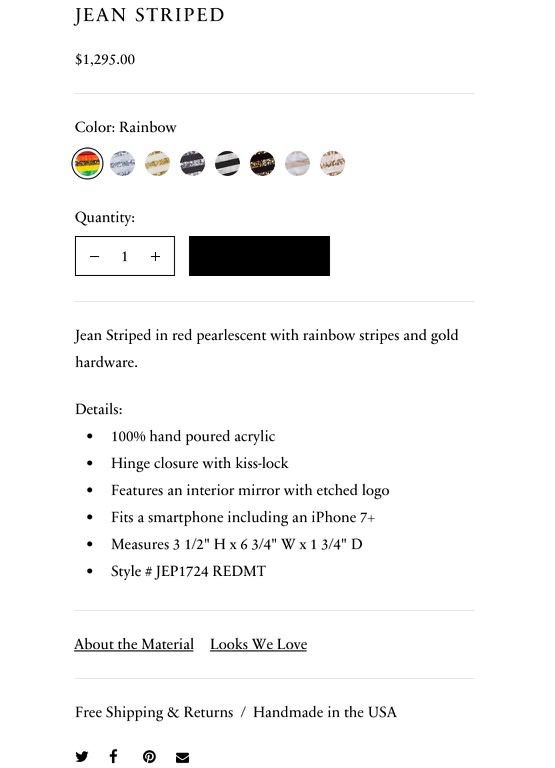 JEAN STRIPED
$1,295.00
Color: Rainbow
Quantity:
− 1 +
Jean Striped in red pearlescent with rainbow stripes and gold
hardware.
Details:
• 100% hand poured acrylic
• Hinge closure with kiss-lock
• Features an interior mirror with etched logo
• Fits a smartphone including an iPhone 7+
• Measures 3 1/2" H x 6 3/4" W x 1 3/4" D
• Style # JEP1724 REDMT
About the Material Looks We Love
Free Shipping & Returns / Handmade in the USA